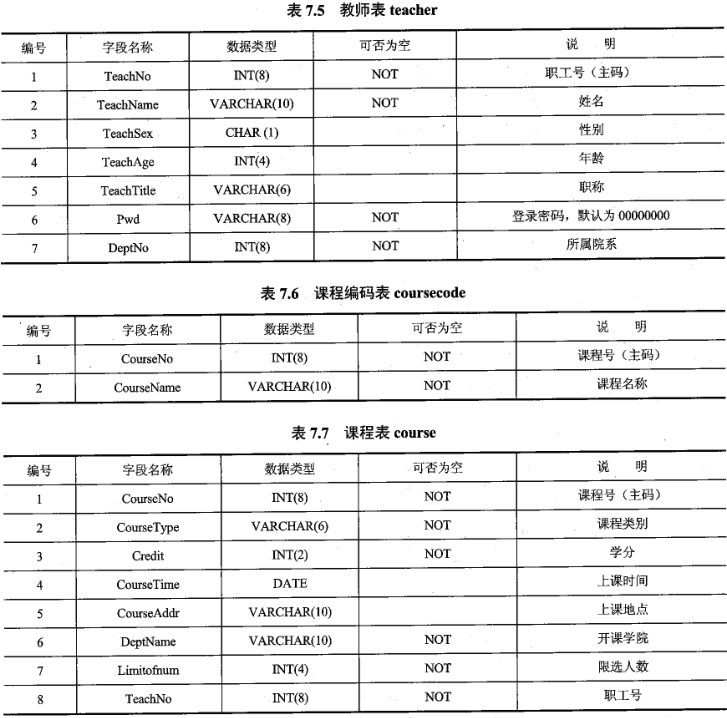 表 7.5 教师表 teacher
编号 字段名称 数据类型 可否为空 说 明
1 TeachNo INT(8) NOT 职工号（主码）
2 TeachName VARCHAR(10) NOT 姓名
3 TeachSex CHAR (1) 性别
4 TeachAge INT(4) 年龄
5 TeachTitle VARCHAR(6) 职称
6 Pwd VARCHAR(8) NOT 登录密码，默认为 00000000
7 DeptNo INT(8) NOT 所属院系
表 7.6 课程编码表 coursecode
编号 字段名称 数据类型 可否为空 说 明
1 CourseNo INT(8) NOT 课程号（主码）
2 CourseName VARCHAR(10) NOT 课程名称
表 7.7 课程表 course
编号 字段名称 数据类型 可否为空 说 明
1 CourseNo INT(8) NOT 课程号（主码）
2 CourseType VARCHAR(6) NOT 课程类别
3 Credit INT(2) NOT 学分
4 CourseTime DATE 上课时间
5 CourseAddr VARCHAR(10) 上课地点
6 DeptName VARCHAR(10) NOT 开课学院
7 Limitofnum INT(4) NOT 限选人数
8 TeachNo INT(8) NOT 职工号